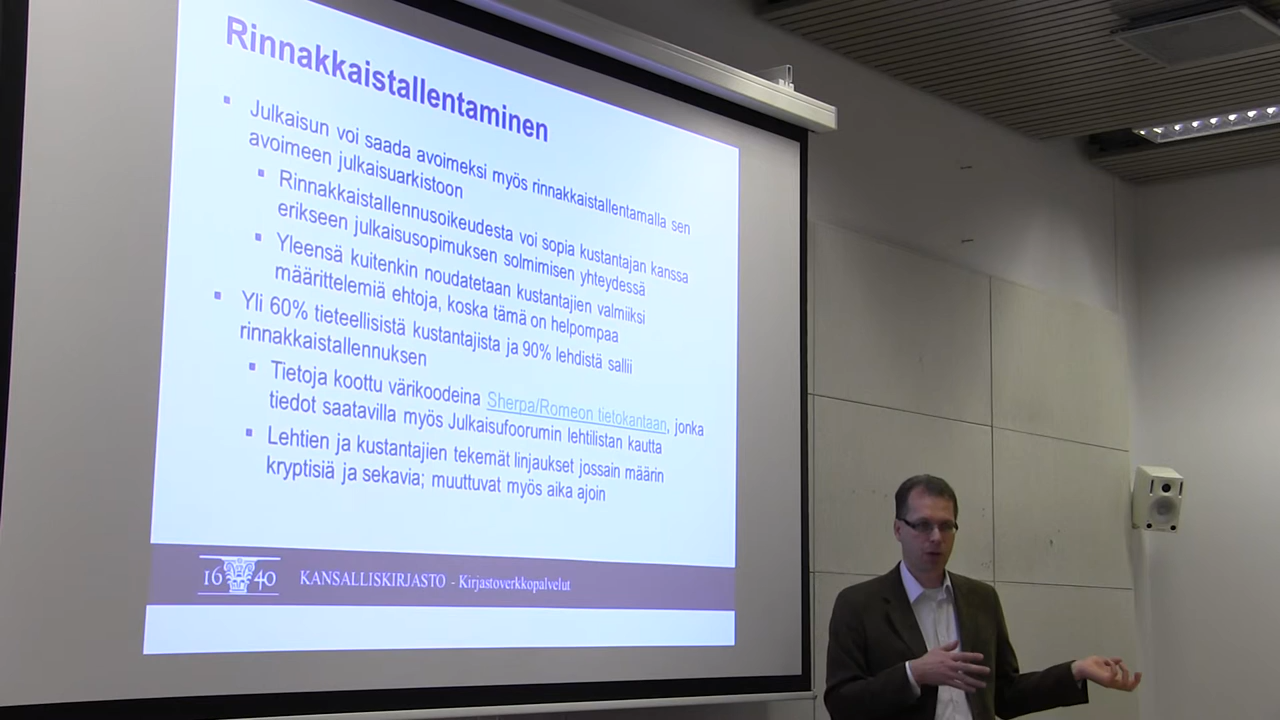 Rinnakkaistallentaminen
Julkaisun voi saada avoimeksi myös rinnakkaistallentamalla sen
avoimeen julkaisuarkistoon
Rinnakkaistallennusoikeudesta voi sopia kustantajan kanssa
erikseen julkaisusopimuksen solmimisen yhteydessä
Yleensä kuitenkin noudatetaan kustantajien valmiiksi
määrittelemiä ehtoja, koska tämä on helpompaa
Yli 60% tieteellisistä kustantajista ja 90% lehdistä sallii
rinnakkaistallennuksen
Tietoja koottu värikoodeina Sherpa/Romeon tietokantaan, jonka
tiedot saatavilla myös Julkaisufoorumin lehtilistan kautta
Lehtien ja kustantajien tekemät linjaukset jossain määrin
kryptisiä ja sekavia; muuttuvat myös aika ajoin
1640 KANSALLISKIRJASTO - Kirjastoverkkopalvelut